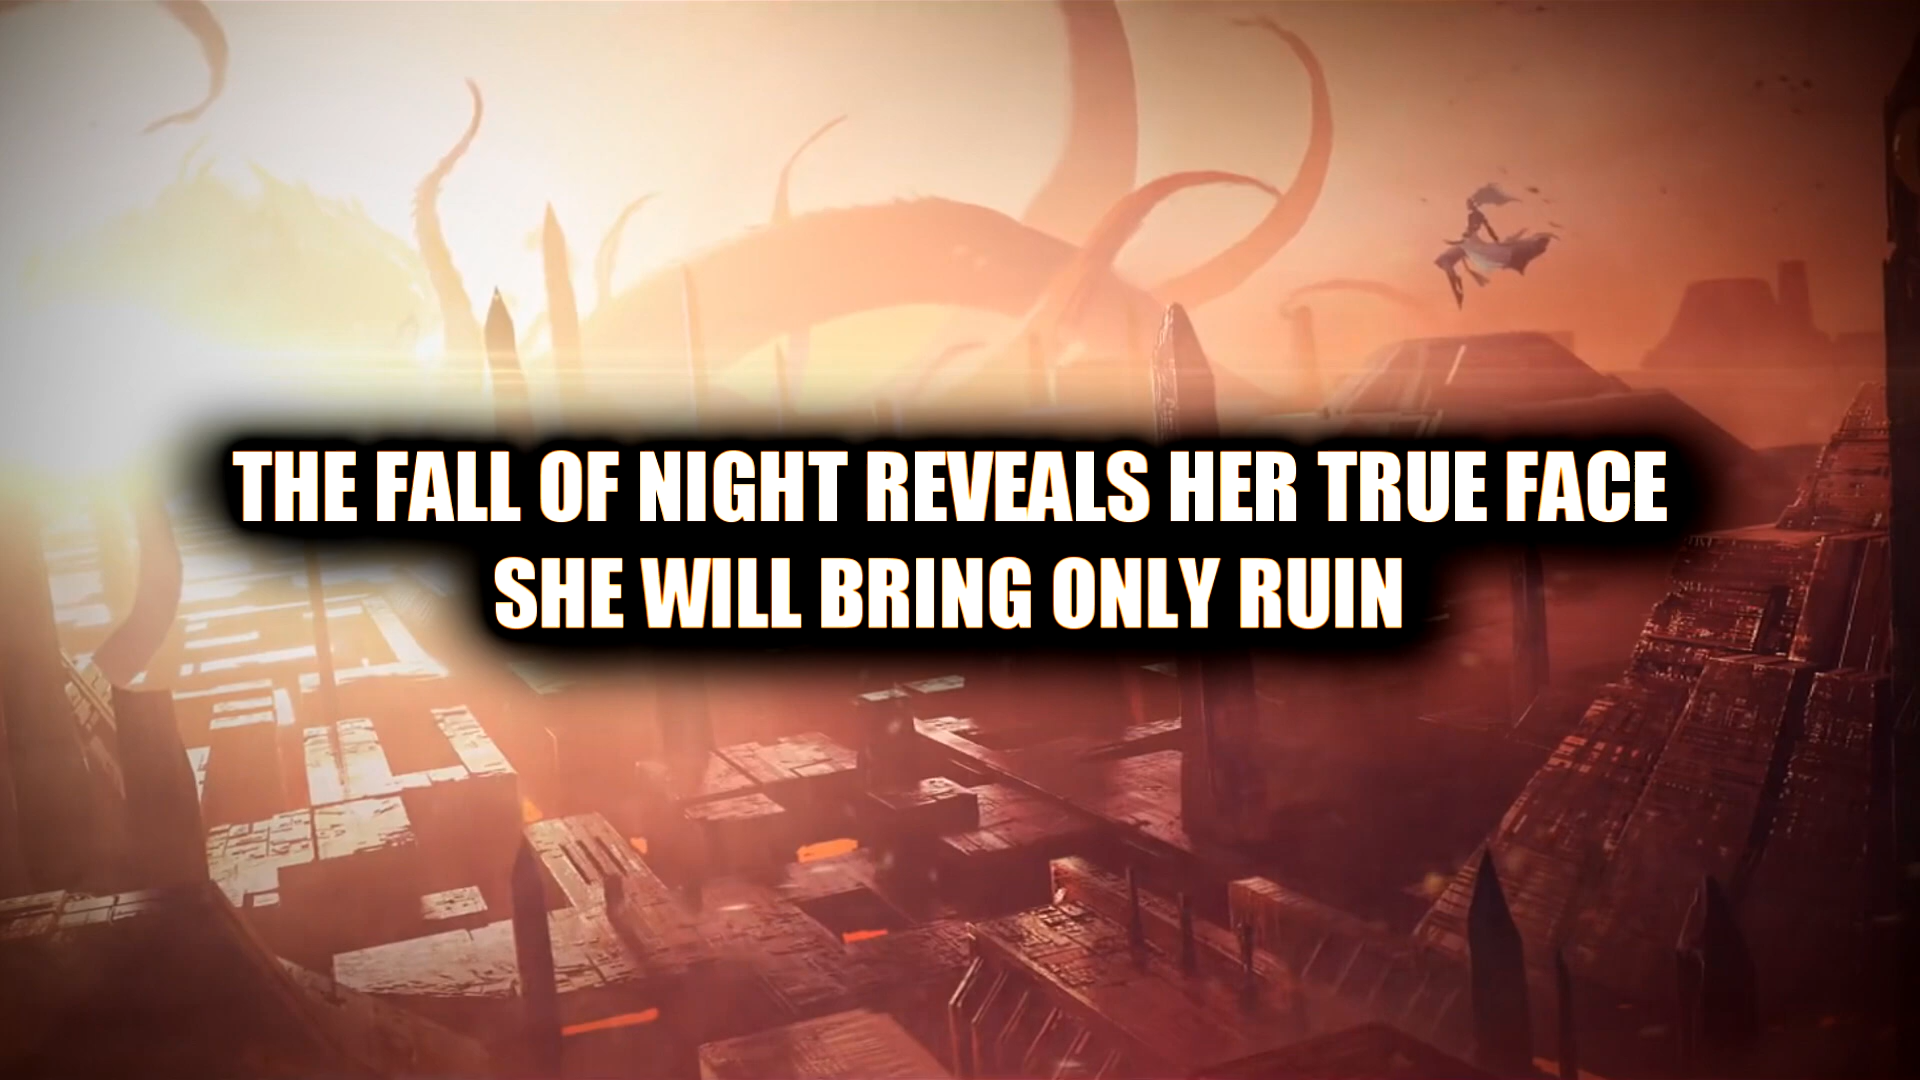 THE FALL OF NIGHT REVEALS HER TRUE FACE
SHE WILL BRING ONLY RUIN